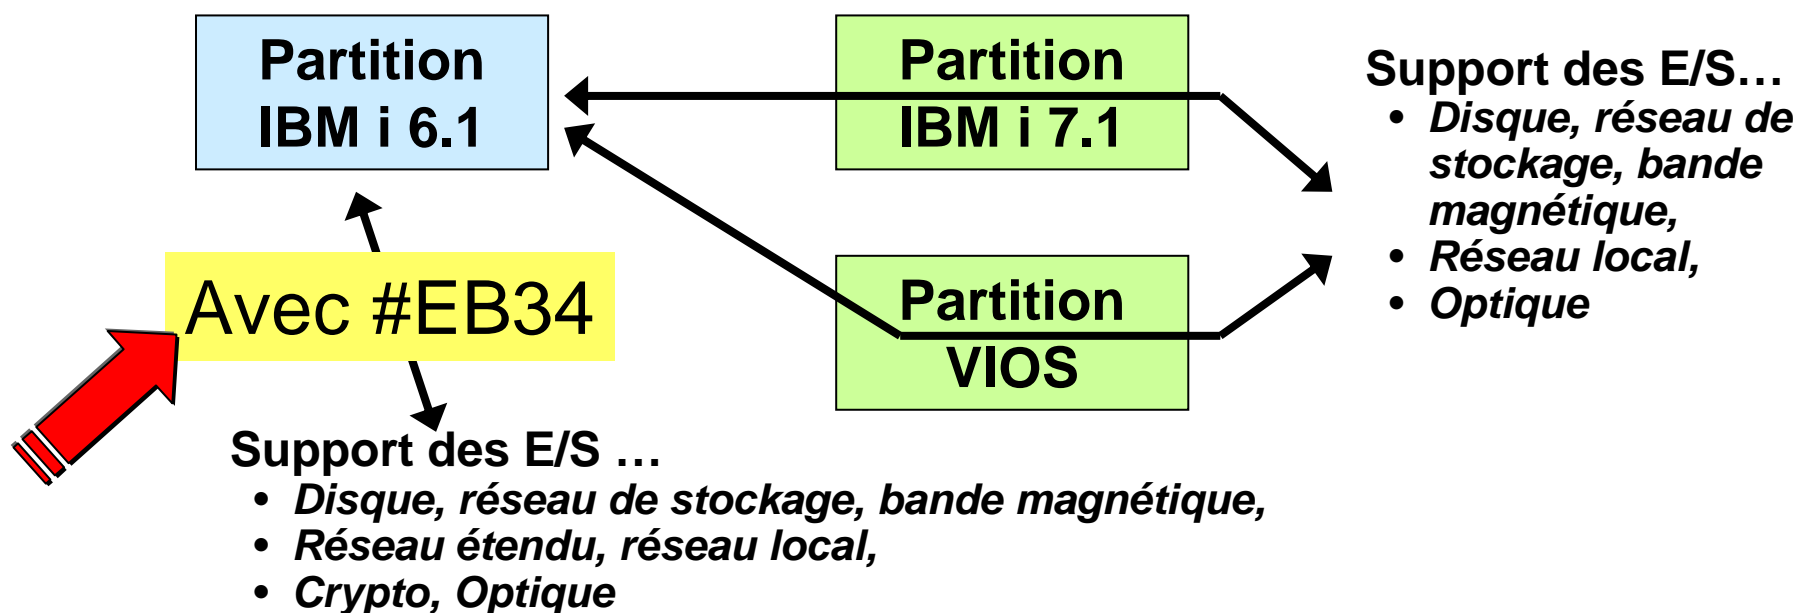 Partition
IBM i 6.1
Partition
IBM i 7.1
Support des E/S…
• Disque, réseau de
stockage, bande
magnétique,
• Réseau local,
• Optique
Avec #EB34
Partition
VIOS
Support des E/S …
• Disque, réseau de stockage, bande magnétique,
• Réseau étendu, réseau local,
• Crypto, Optique